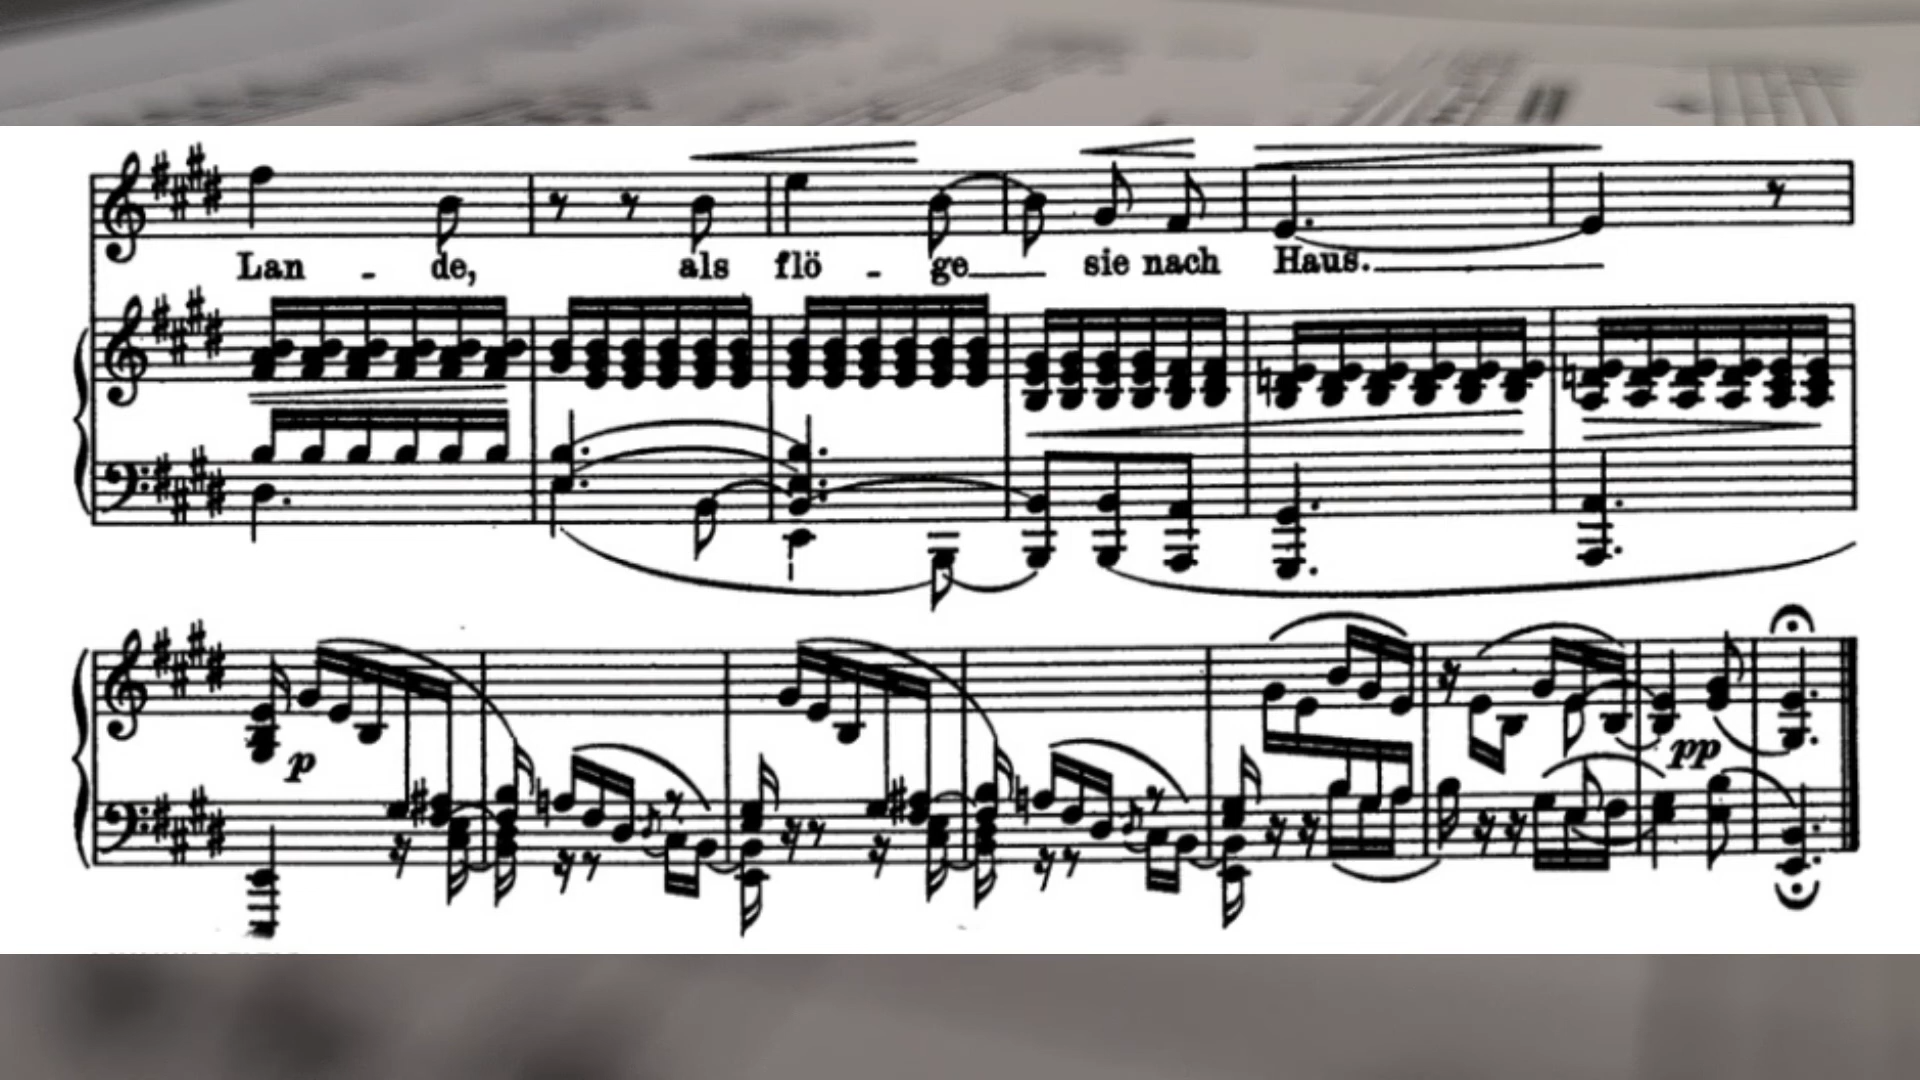 Lan - de, als flö - ge sie nach Haus.
p
pp